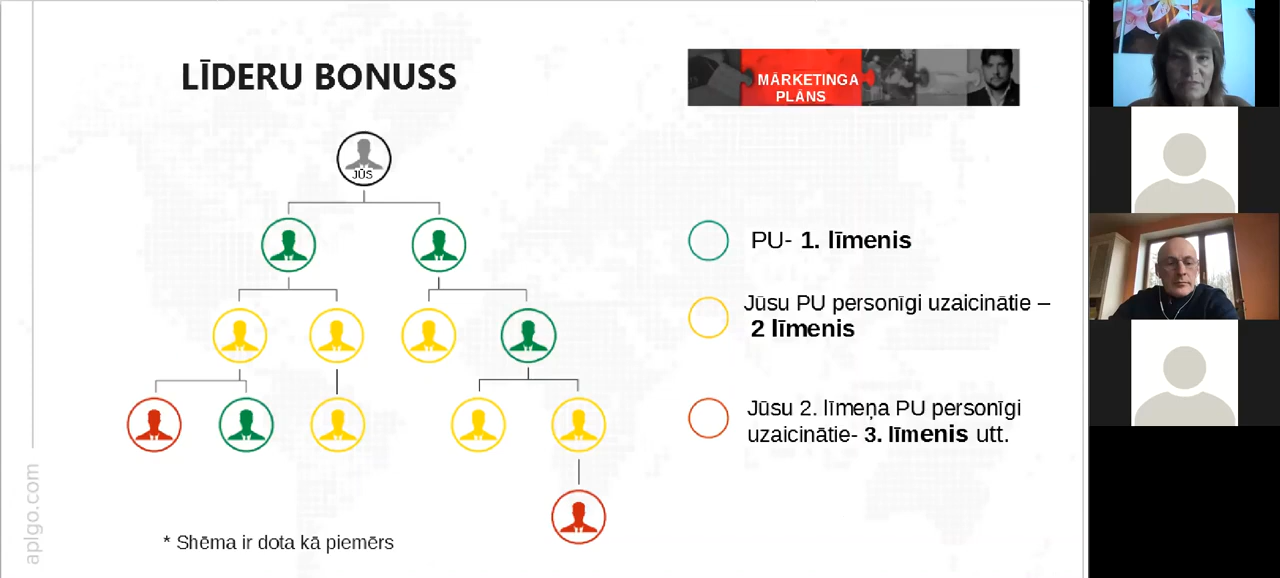 LĪDERU BONUSS
MĀRKETINGA
PLĀNS
JŪS
PU- 1. līmenis
Jūsu PU personīgi uzaicinātie –
2 līmenis
Jūsu 2. līmeņa PU personīgi
uzaicinātie- 3. līmenis utt.
* Shēma ir dota kā piemērs
aplgo.com